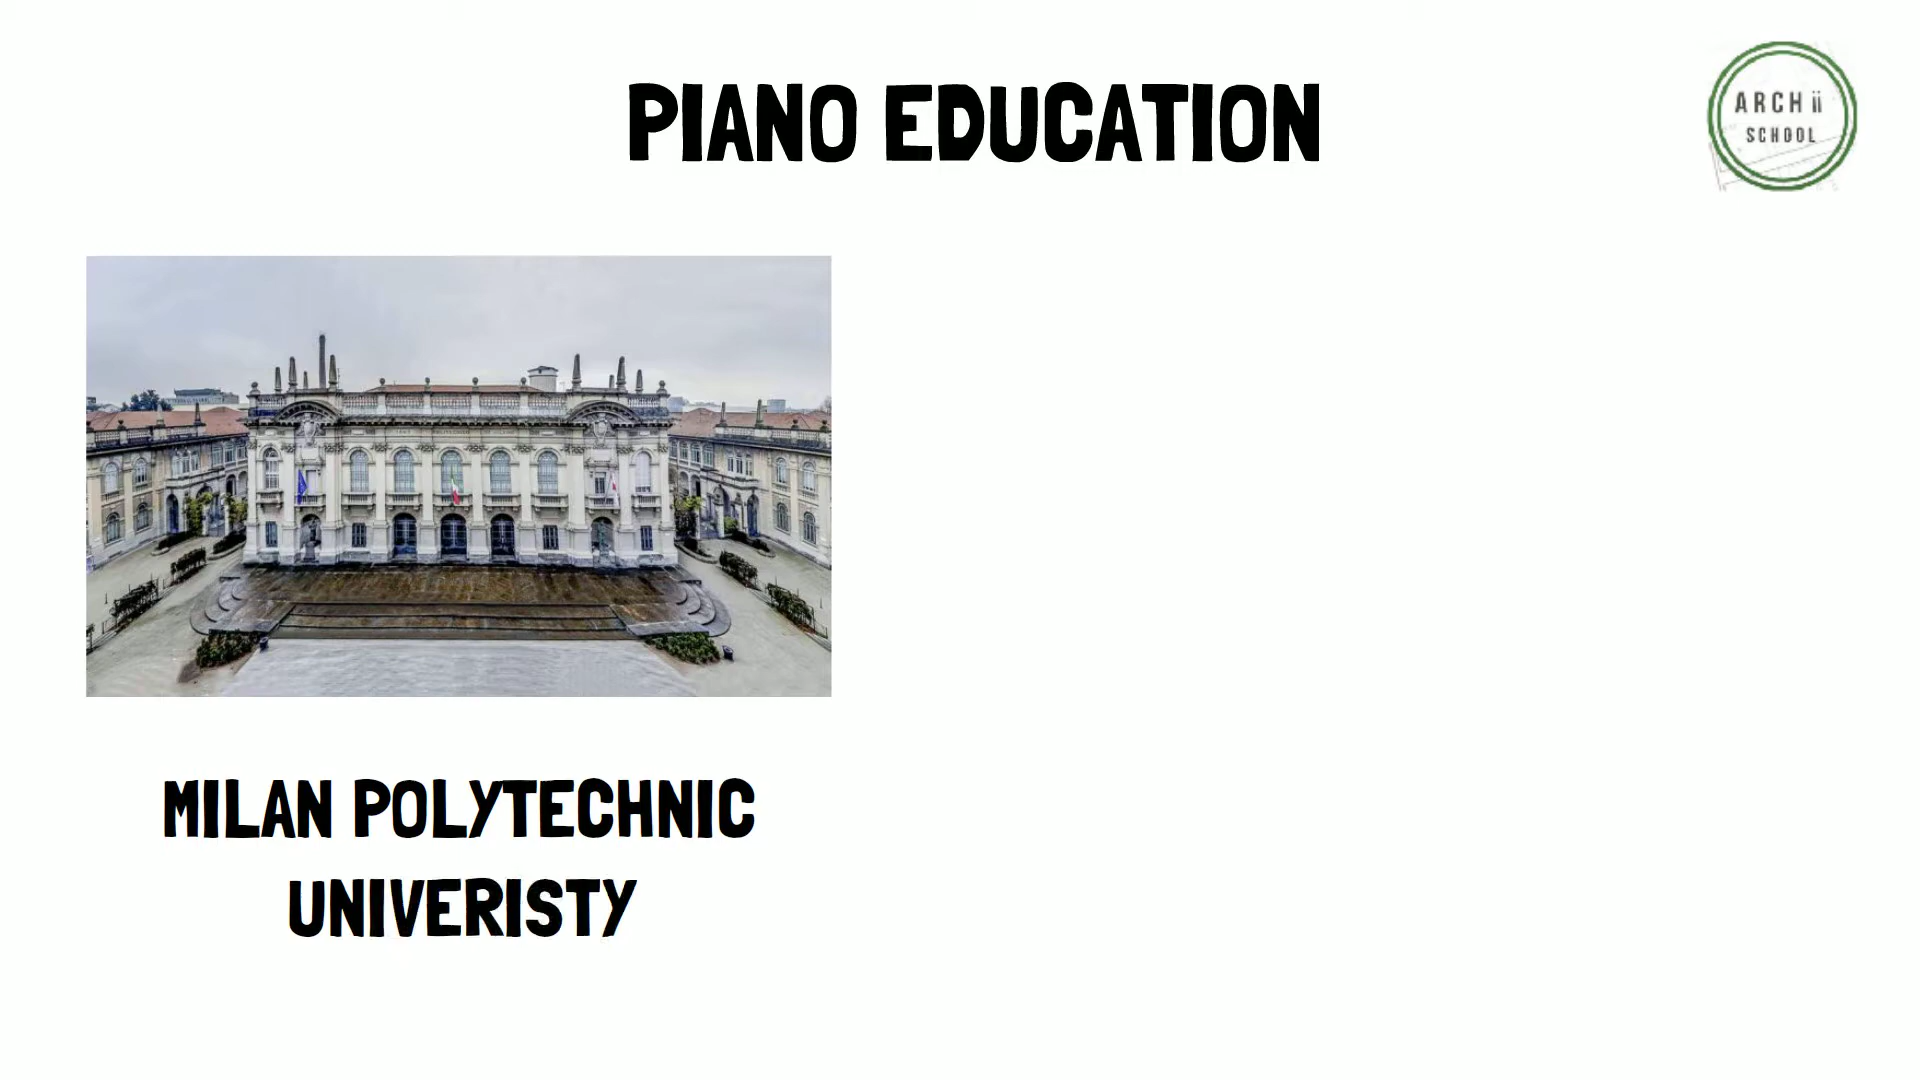 PIANO EDUCATION
ARCH ii
SCHOOL
MILAN POLYTECHNIC
UNIVERISTY